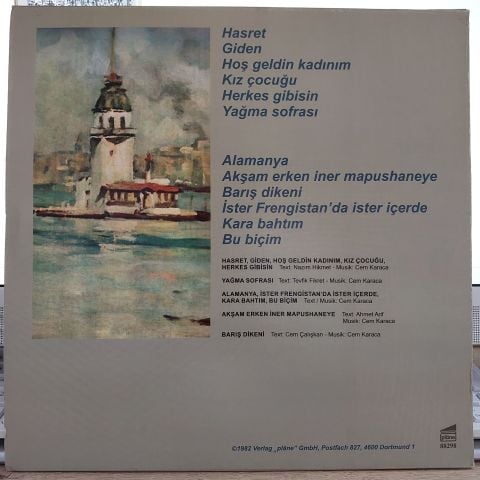 Hasret
Giden
Hoş geldin kadınım
Kız çocuğu
Herkes gibisin
Yağma sofrası
Alamanya
Akşam erken iner mapushaneye
Barış dikeni
İster Frengistan'da ister içerde
Kara bahtım
Bu biçim
HASRET, GİDEN, HOŞ GELDİN KADINIM, KIZ ÇOCUĞU,
HERKES GİBİSİN Text: Nazım Hikmet - Musik: Cem Karaca
YAĞMA SOFRASI Text: Tevfik Fikret - Musik: Cem Karaca
ALAMANYA, İSTER FRENGİSTAN'DA İSTER İÇERDE,
KARA BAHTIM, BU BİÇİM Text / Musik: Cem Karaca
AKŞAM ERKEN İNER MAPUSHANEYE Text: Ahmet Arif
Musik: Cem Karaca
BARIŞ DİKENİ Text: Cem Çalışkan - Musik: Cem Karaca
©1982 Verlag „pläne" GmbH, Postfach 827, 4600 Dortmund 1
pläne
88298